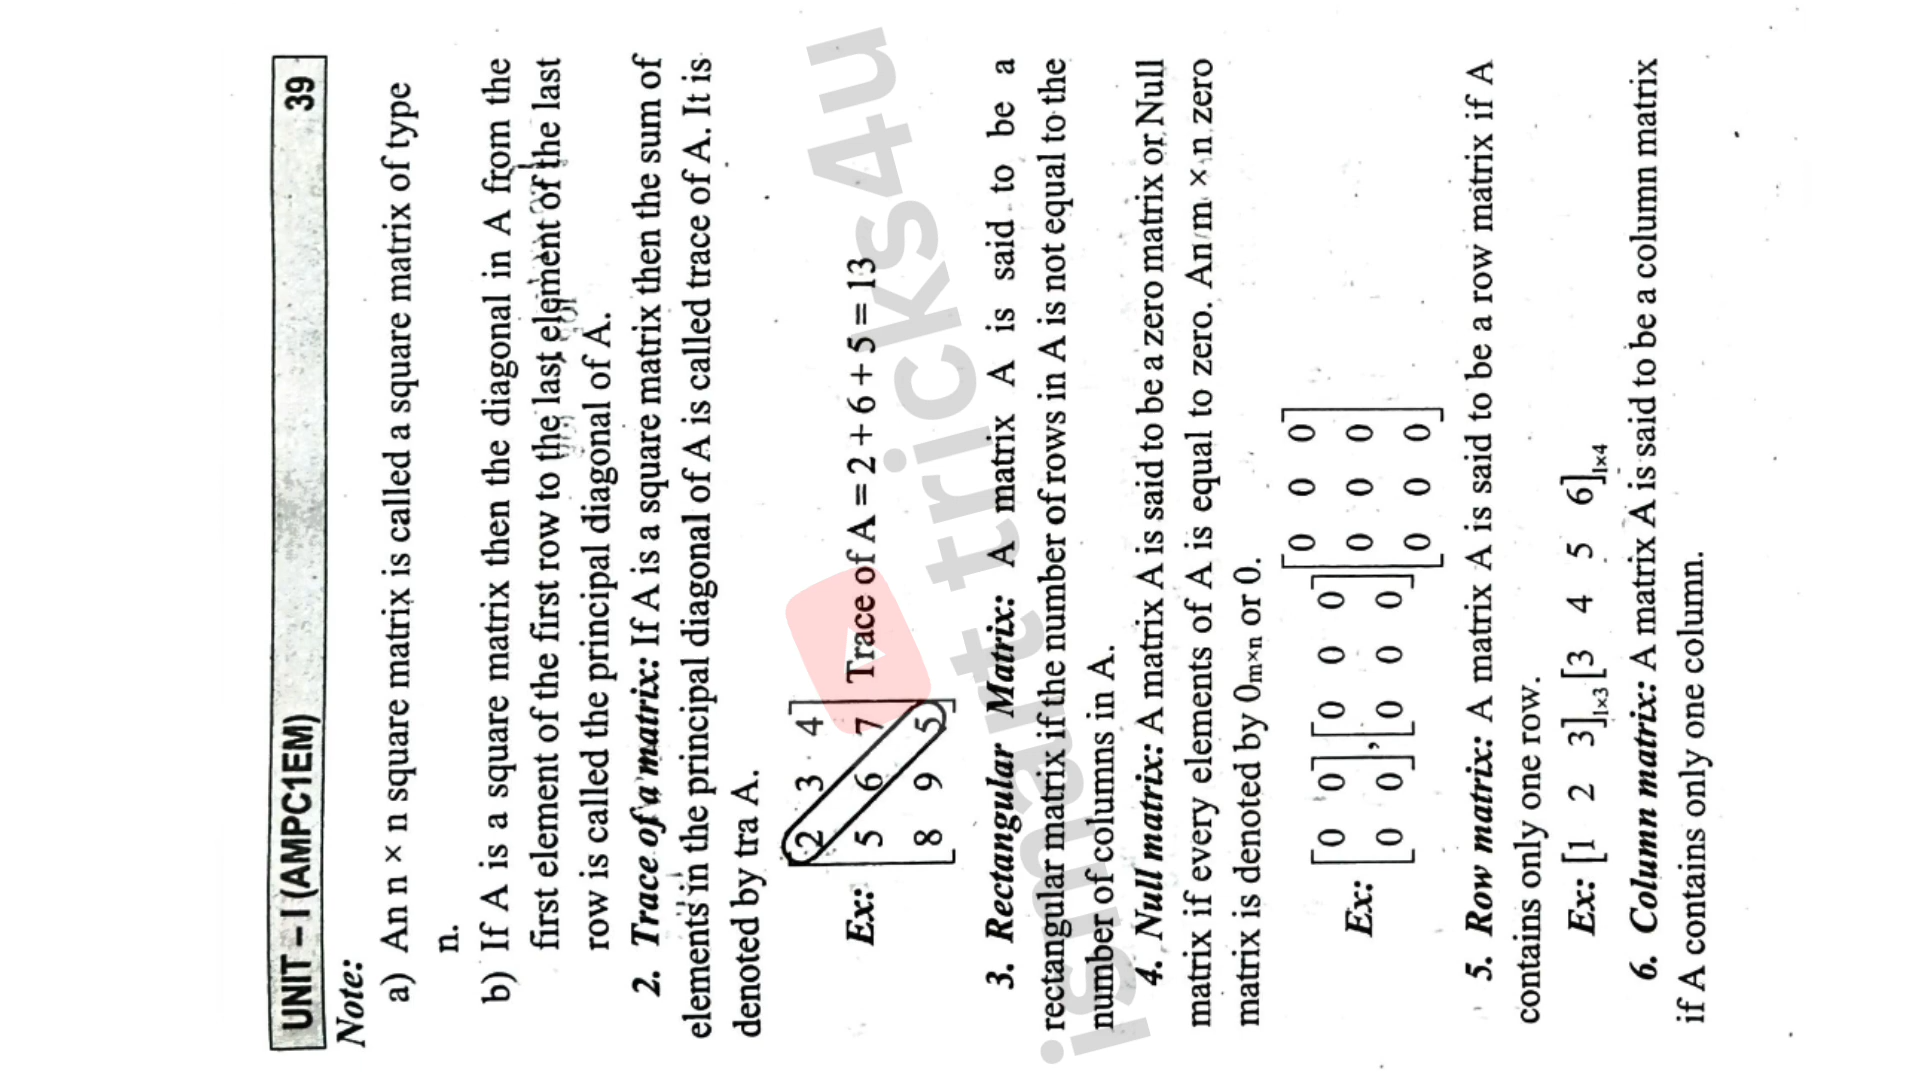 UNIT – I (AMPC1EM) 39
Note:
a) An n × n square matrix is called a square matrix of type
n.
b) If A is a square matrix then the diagonal in A from the
first element of the first row to the last element of the last
row is called the principal diagonal of A.
2. Trace of a matrix: If A is a square matrix then the sum of
elements in the principal diagonal of A is called trace of A. It is
denoted by tra A.
2 3 4
Ex: 5 6 7 Trace of A = 2 + 6 + 5 = 13
8 9 5
3. Rectangular Matrix: A matrix A is said to be a
rectangular matrix if the number of rows in A is not equal to the
number of columns in A.
4. Null matrix: A matrix A is said to be a zero matrix or Null
matrix if every elements of A is equal to zero. An m × n zero
matrix is denoted by 0m×n or 0.
Ex: [0 0 [0 0 0 [0 0 0
0 0], 0 0 0] 0 0 0
0 0 0]
5. Row matrix: A matrix A is said to be a row matrix if A
contains only one row.
Ex: [1 2 3]1×3 [3 4 5 6]1×4
6. Column matrix: A matrix A is said to be a column matrix
if A contains only one column.
ismart tricks4u